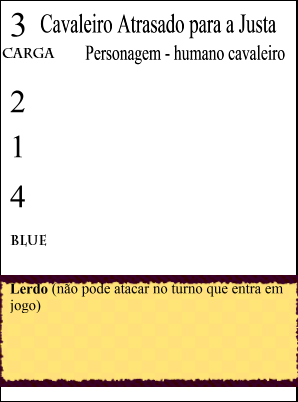 3 Cavaleiro Atrasado para a Justa
CARGA Personagem - humano cavaleiro
2
1
4
BLUE
Lerdo (não pode atacar no turno que entra em
jogo)